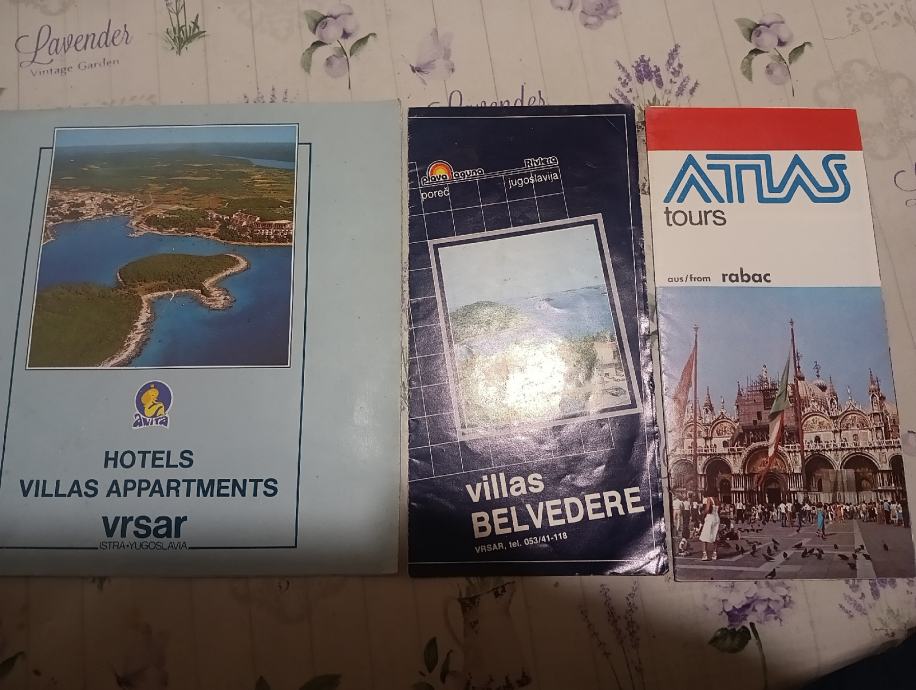 Lavender
Vintage Garden
Lavender
anita
HOTELS
VILLAS APPARTMENTS
vrsar
ISTRA•YUGOSLAVIA
plava laguna
Riviera
poreč
jugoslavija
villas
BELVEDERE
VRSAR, tel. 053/41-118
ATLAS
tours
aus/from rabac